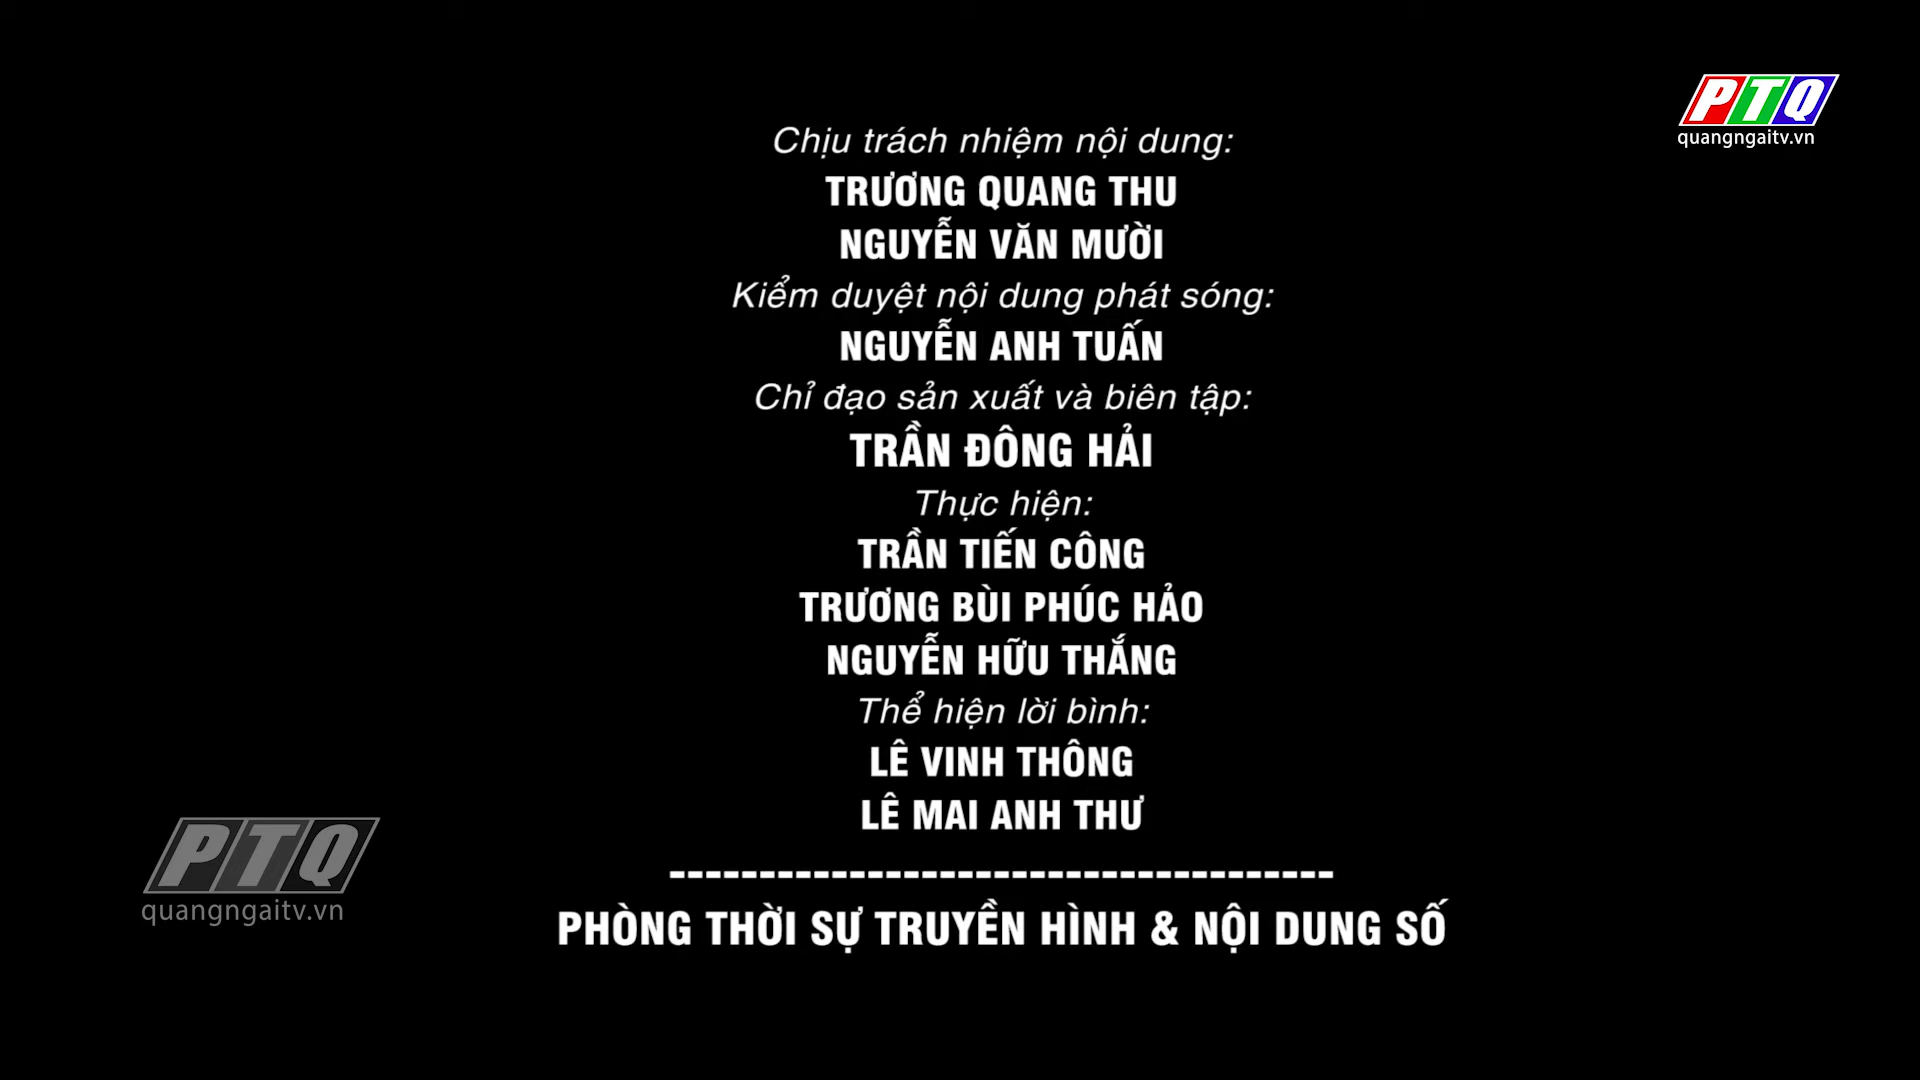 PTQ
quangngaitv.vn
Chịu trách nhiệm nội dung:
TRƯƠNG QUANG THU
NGUYỄN VĂN MƯỜI
Kiểm duyệt nội dung phát sóng:
NGUYỄN ANH TUẤN
Chỉ đạo sản xuất và biên tập:
TRẦN ĐÔNG HẢI
Thực hiện:
TRẦN TIẾN CÔNG
TRƯƠNG BÙI PHÚC HẢO
NGUYỄN HỮU THẮNG
Thể hiện lời bình:
LÊ VINH THÔNG
LÊ MAI ANH THƯ
-------------------------------------
PHÒNG THỜI SỰ TRUYỀN HÌNH & NỘI DUNG SỐ
PTQ
quangngaitv.vn